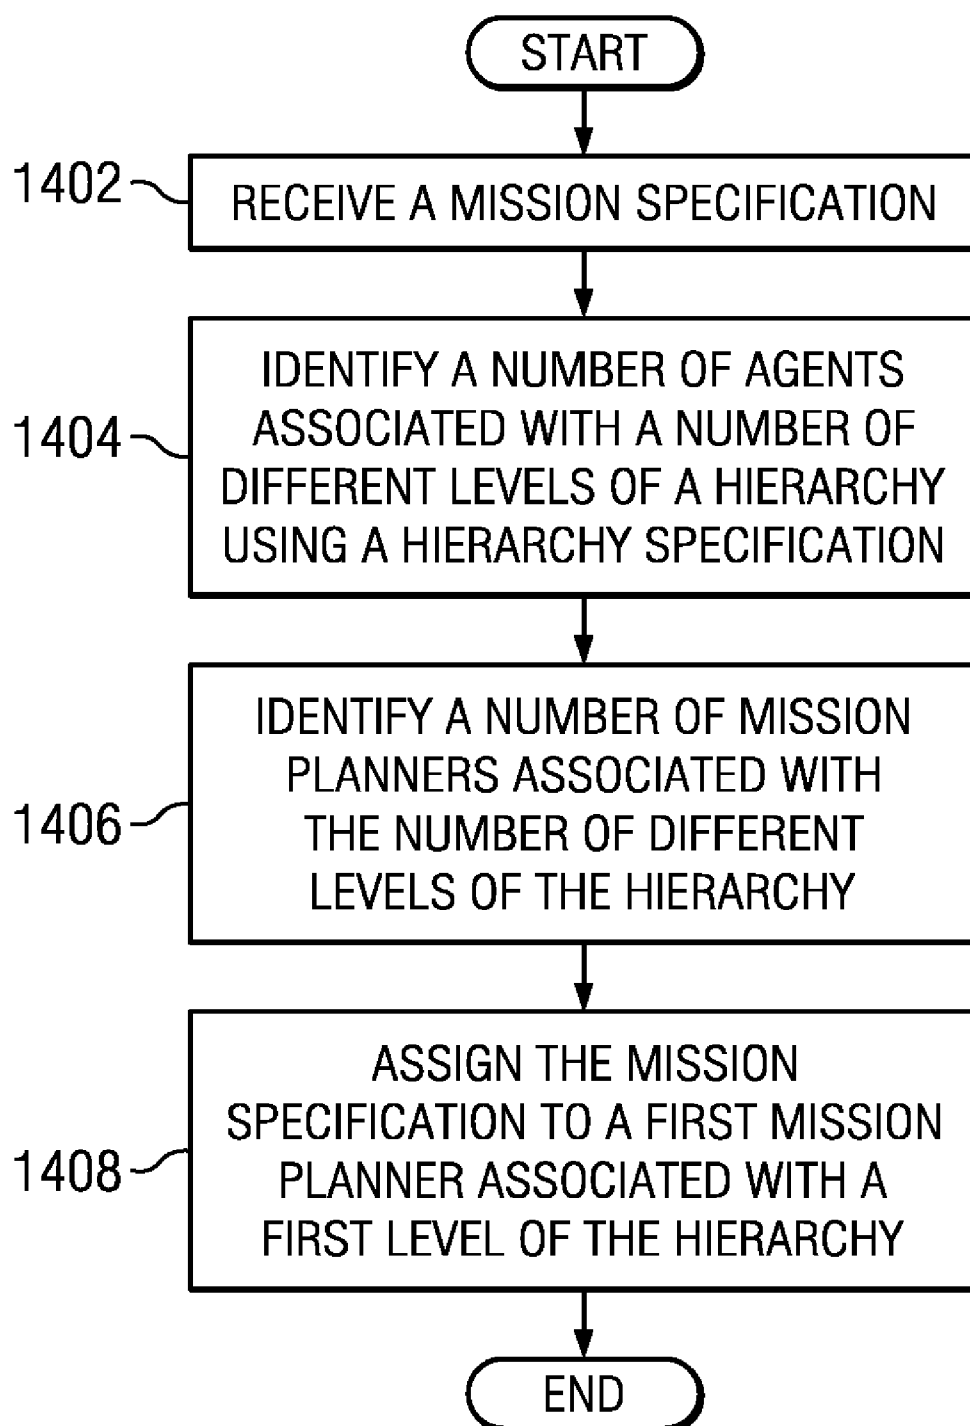 START
1402
RECEIVE A MISSION SPECIFICATION
1404
IDENTIFY A NUMBER OF AGENTS
ASSOCIATED WITH A NUMBER OF
DIFFERENT LEVELS OF A HIERARCHY
USING A HIERARCHY SPECIFICATION
1406
IDENTIFY A NUMBER OF MISSION
PLANNERS ASSOCIATED WITH
THE NUMBER OF DIFFERENT
LEVELS OF THE HIERARCHY
1408
ASSIGN THE MISSION
SPECIFICATION TO A FIRST MISSION
PLANNER ASSOCIATED WITH A
FIRST LEVEL OF THE HIERARCHY
END